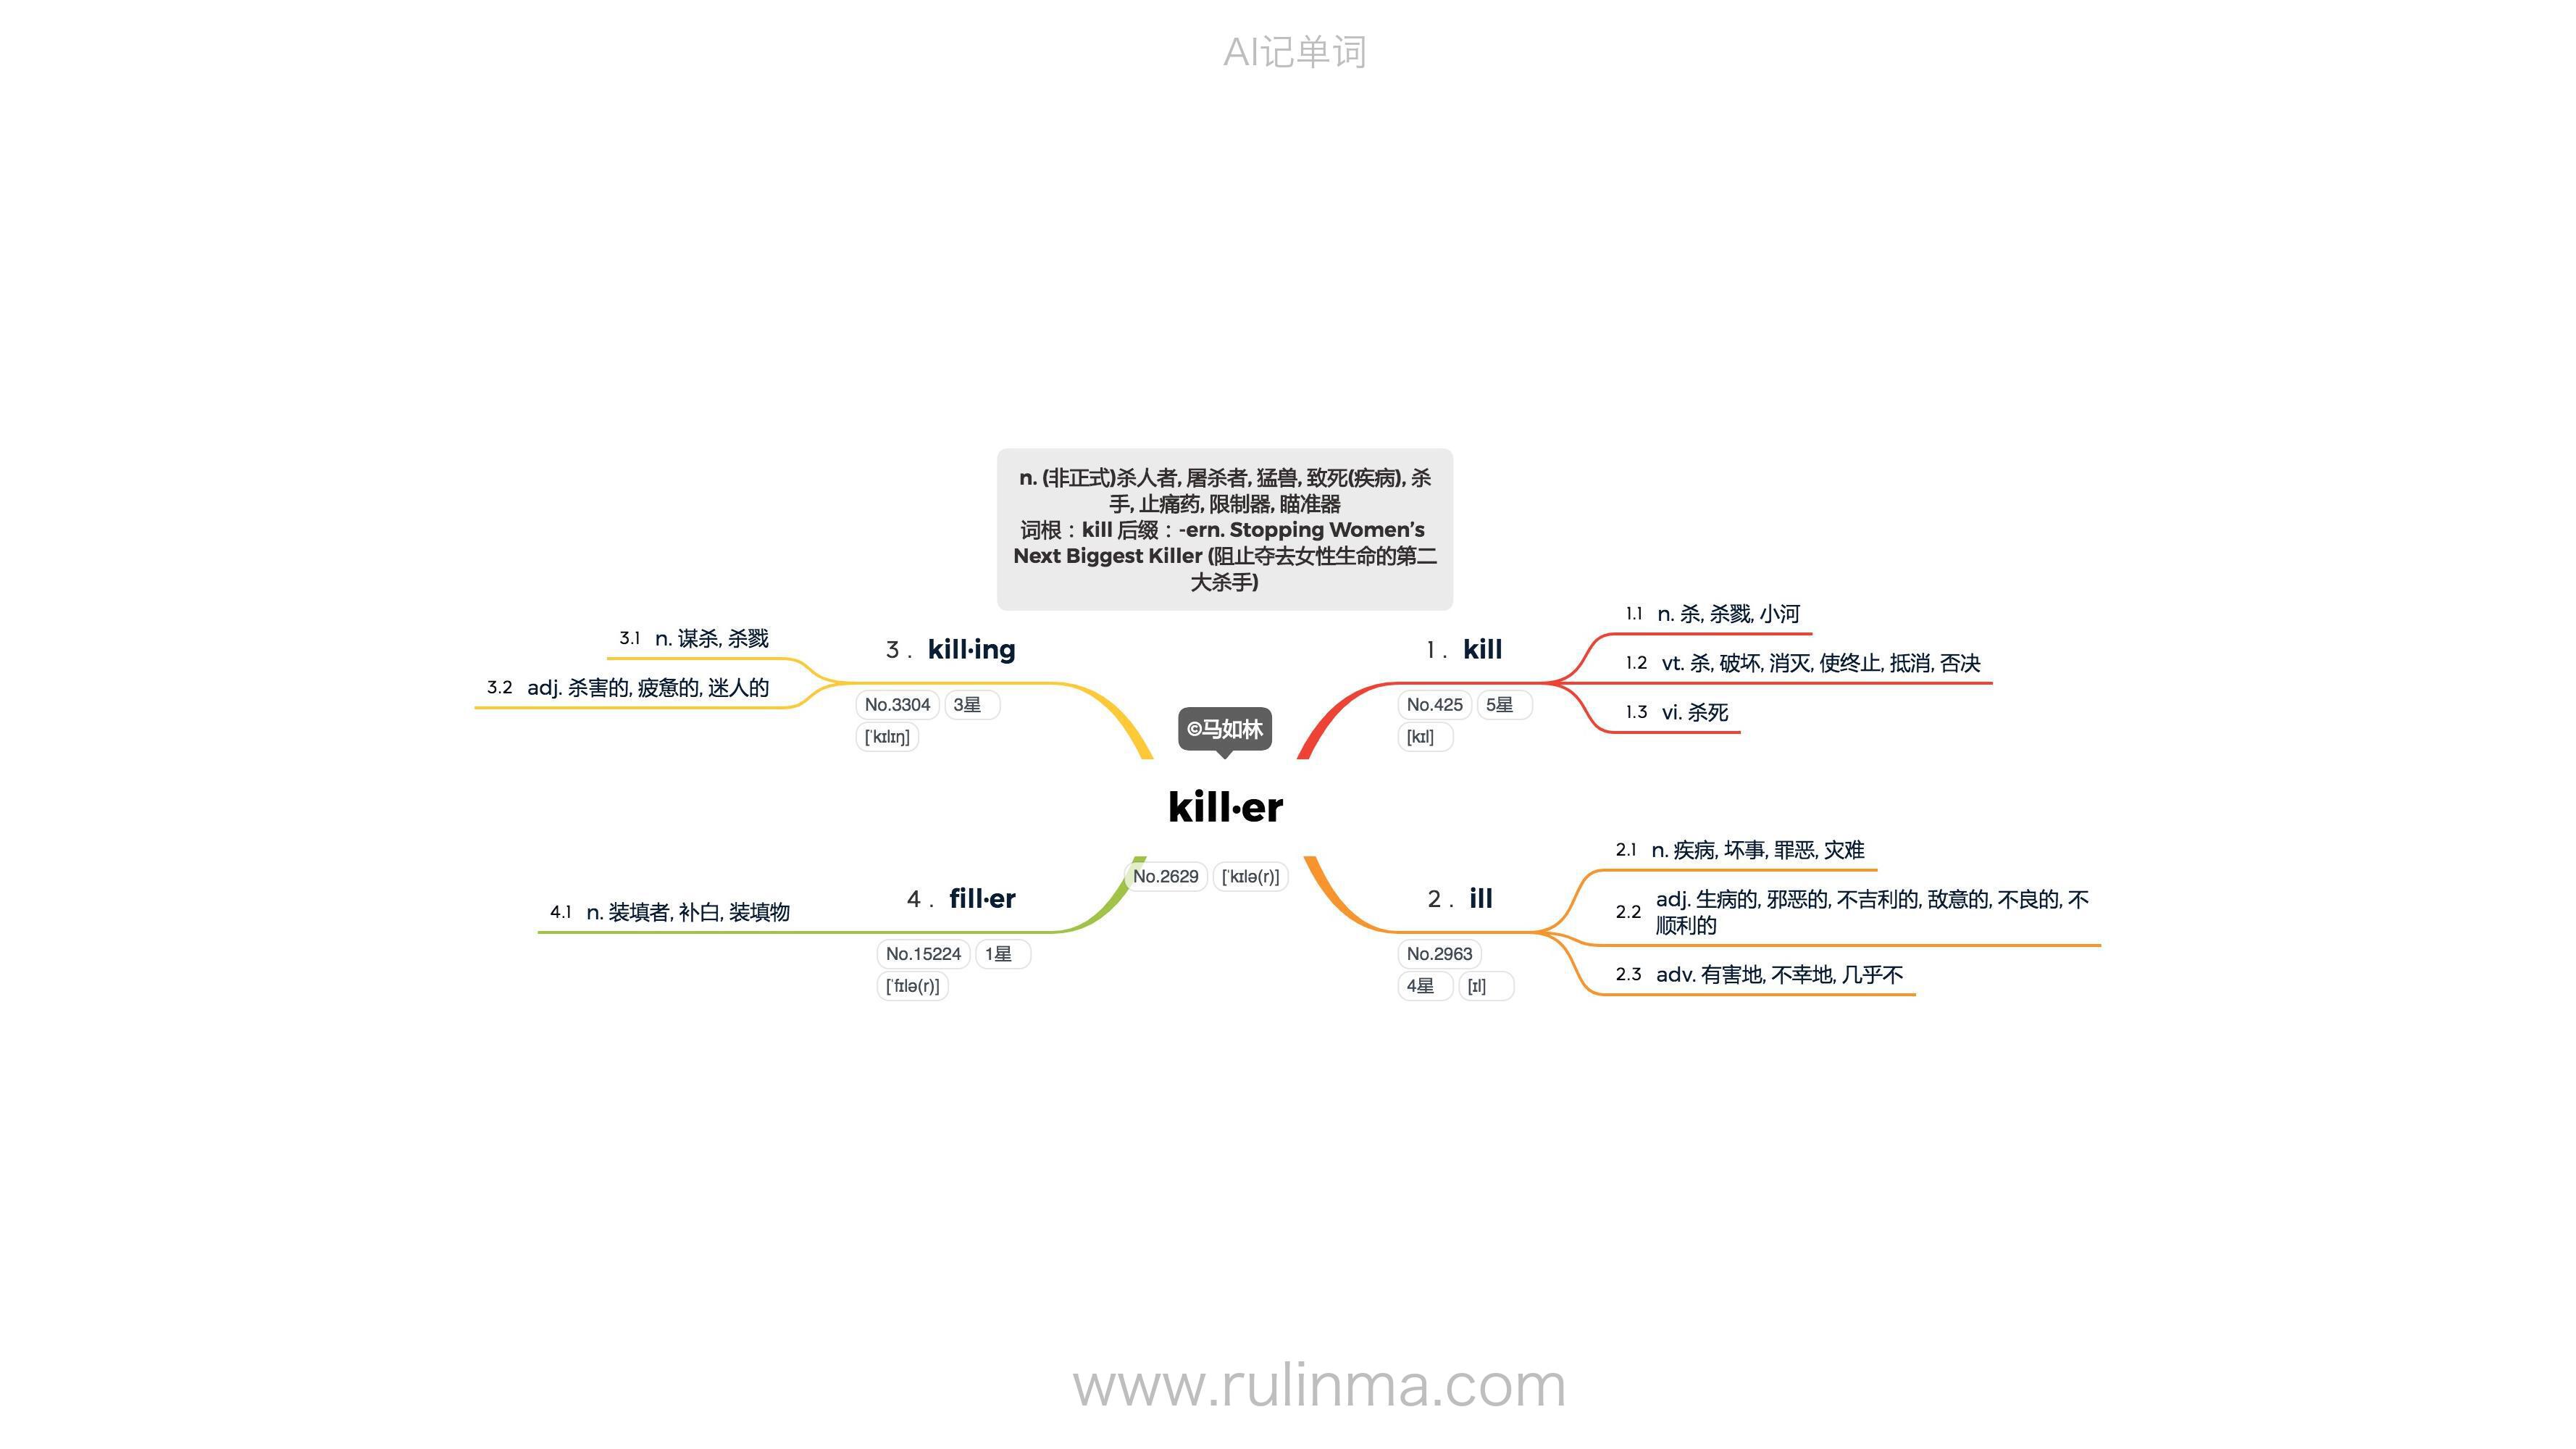 AI记单词
n. (非正式)杀人者, 屠杀者, 猛兽, 致死(疾病), 杀
手, 止痛药, 限制器, 瞄准器
词根：kill 后缀：-ern. Stopping Women’s
Next Biggest Killer (阻止夺去女性生命的第二
大杀手)
©马如林
kill·er
No.2629 [ˈkɪlə(r)]
1 . kill
No.425 5星
[kɪl]
1.1 n. 杀, 杀戮, 小河
1.2 vt. 杀, 破坏, 消灭, 使终止, 抵消, 否决
1.3 vi. 杀死
2 . ill
No.2963
4星 [ɪl]
2.1 n. 疾病, 坏事, 罪恶, 灾难
2.2 adj. 生病的, 邪恶的, 不吉利的, 敌意的, 不良的, 不
顺利的
2.3 adv. 有害地, 不幸地, 几乎不
3 . kill·ing
No.3304 3星
[ˈkɪlɪŋ]
3.1 n. 谋杀, 杀戮
3.2 adj. 杀害的, 疲惫的, 迷人的
4 . fill·er
No.15224 1星
[ˈfɪlə(r)]
4.1 n. 装填者, 补白, 装填物
www.rulinma.com